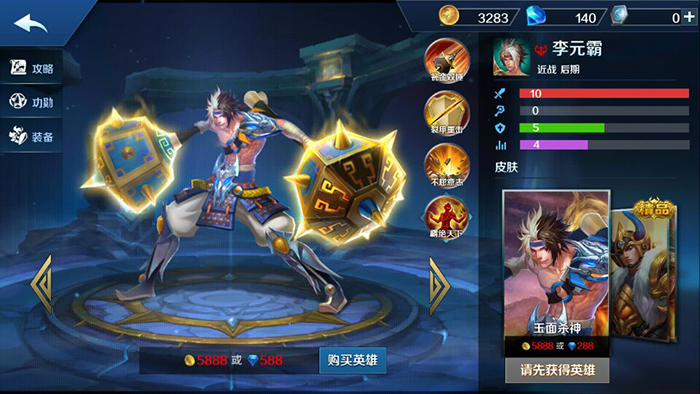 3283
140
0
攻略
功勋
装备
瓮金双锤
裂甲重击
不屈意志
霸绝天下
李元霸
近战 后期
10
0
5
4
皮肤
精品
玉面杀神
5888 或 288
请先获得英雄
5888 或 588
购买英雄